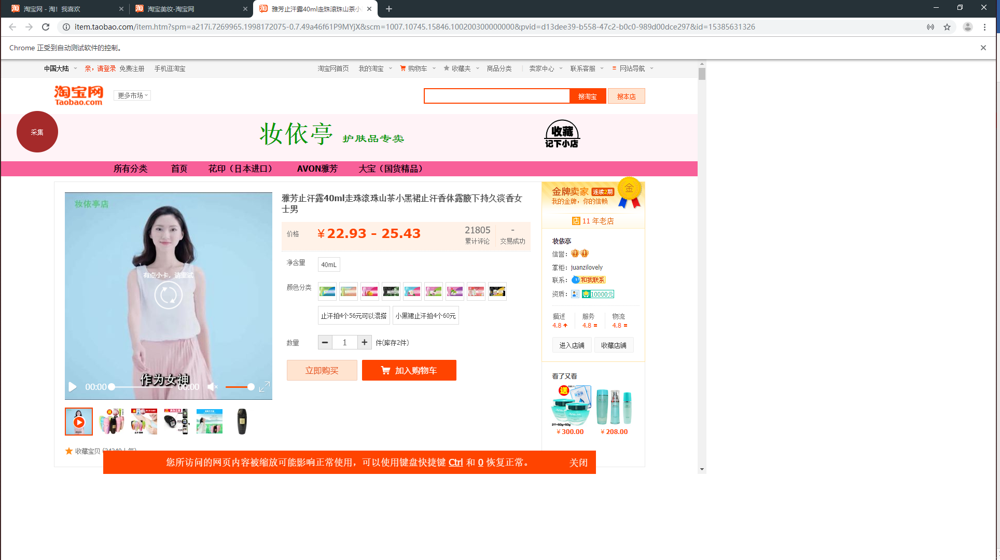 淘宝网 - 淘！我喜欢
淘宝美妆-淘宝网
雅芳止汗露40ml走珠滚珠山茶小
item.taobao.com/item.htm?spm=a217i.7269965.1998172075-0.7.49a46f61P9MYjX&scm=1007.10745.15846.100200300000000&pvid=d13dee39-b558-47c2-b0c0-989d00dce297&id=15385631326
Chrome 正受到自动测试软件的控制。
中国大陆 亲，请登录 免费注册 手机逛淘宝 淘宝网首页 我的淘宝 购物车 收藏夹 商品分类 卖家中心 联系客服 网站导航
淘宝网
Taobao.com
更多市场
搜淘宝 搜本店
采集
妆依亭 护肤品专卖
收藏
记下小店
所有分类 首页 花印（日本进口） AVON雅芳 大宝（国货精品）
妆依亭店
有点小卡，请重试
作为女神
00:00 00:00
雅芳止汗露40ml走珠滚珠山茶小黑裙止汗香体露腋下持久淡香女
士男
价格 ¥22.93 - 25.43
21805 -
累计评论 交易成功
净含量 40mL
颜色分类
止汗拍4个56元可以混搭 小黑裙止汗拍4个60元
数量 1 件(库存2件)
立即购买 加入购物车
收藏宝贝
金牌卖家 连续2期 金
我的金牌，你的信赖
店 11 年老店
妆依亭
信誉：
掌柜：juanzilovely
联系：和我联系
资质：10000元
描述 服务 物流
4.8 4.8 4.8
进入店铺 收藏店铺
看了又看
送
¥300.00 ¥208.00
您所访问的网页内容被缩放可能影响正常使用，可以使用键盘快捷键 Ctrl 和 0 恢复正常。 关闭